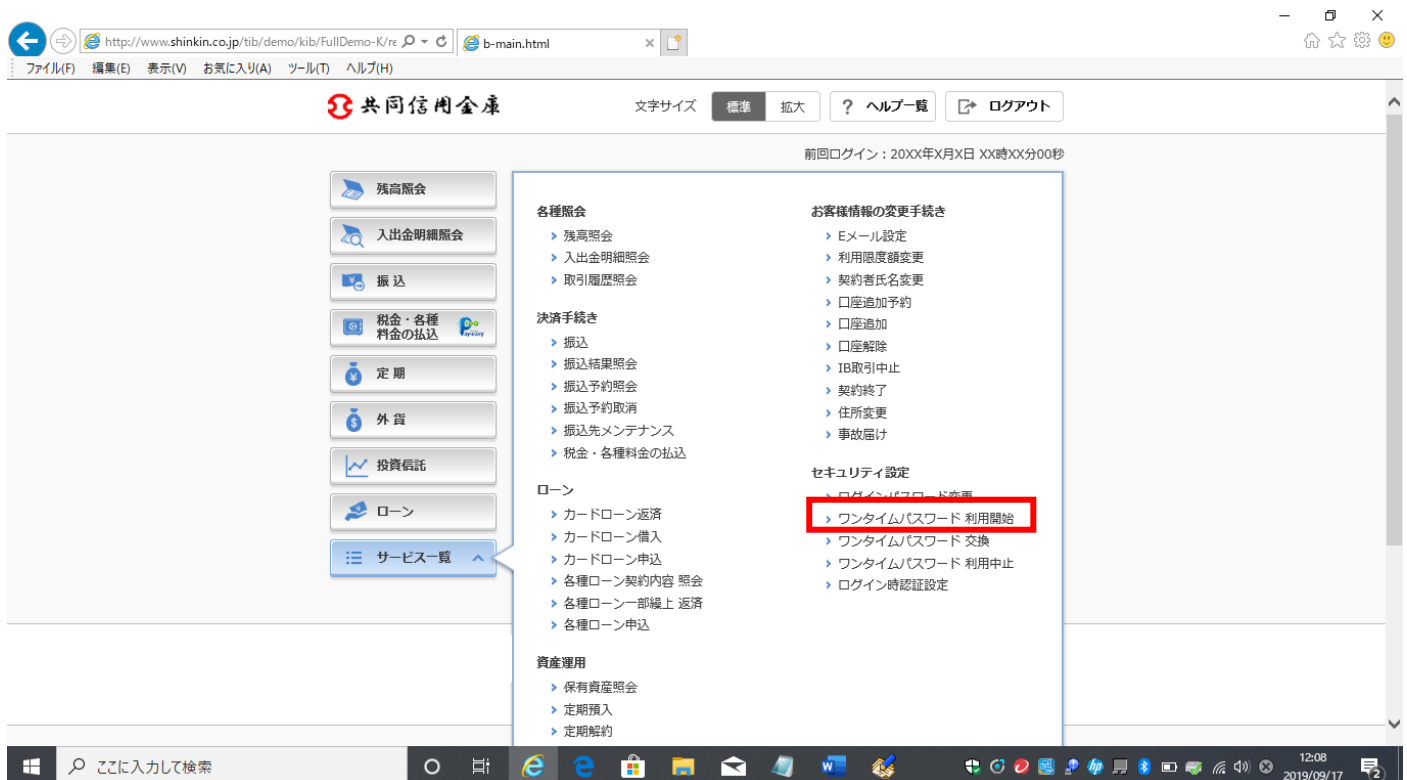 http://www.shinkin.co.jp/tib/demo/kib/FullDemo-K/re
b-main.html
ファイル(F) 編集(E) 表示(V) お気に入り(A) ツール(T) ヘルプ(H)
共同信用金庫
文字サイズ 標準 拡大 ? ヘルプ一覧 ログアウト
前回ログイン：20XX年X月X日 XX時XX分00秒
残高照会
入出金明細照会
振込
税金・各種
料金の払込
Pay-easy
定期
外貨
投資信託
ローン
サービス一覧
各種照会
残高照会
入出金明細照会
取引履歴照会
決済手続き
振込
振込結果照会
振込予約照会
振込予約取消
振込先メンテナンス
税金・各種料金の払込
ローン
カードローン返済
カードローン借入
カードローン申込
各種ローン契約内容 照会
各種ローン一部繰上 返済
各種ローン申込
資産運用
保有資産照会
定期預入
定期解約
お客様情報の変更手続き
Eメール設定
利用限度額変更
契約者氏名変更
口座追加予約
口座追加
口座解除
IB取引中止
契約終了
住所変更
事故届け
セキュリティ設定
ログインパスワード変更
ワンタイムパスワード 利用開始
ワンタイムパスワード 交換
ワンタイムパスワード 利用中止
ログイン時認証設定
ここに入力して検索
12:08
2019/09/17